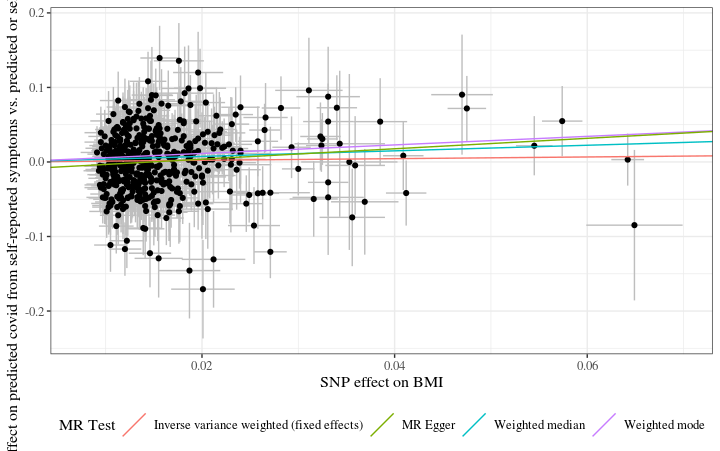 ffect on predicted covid from self-reported symptoms vs. predicted or se
0.2
0.1
0.0
-0.1
-0.2
0.02
0.04
0.06
SNP effect on BMI
MR Test
Inverse variance weighted (fixed effects)
MR Egger
Weighted median
Weighted mode